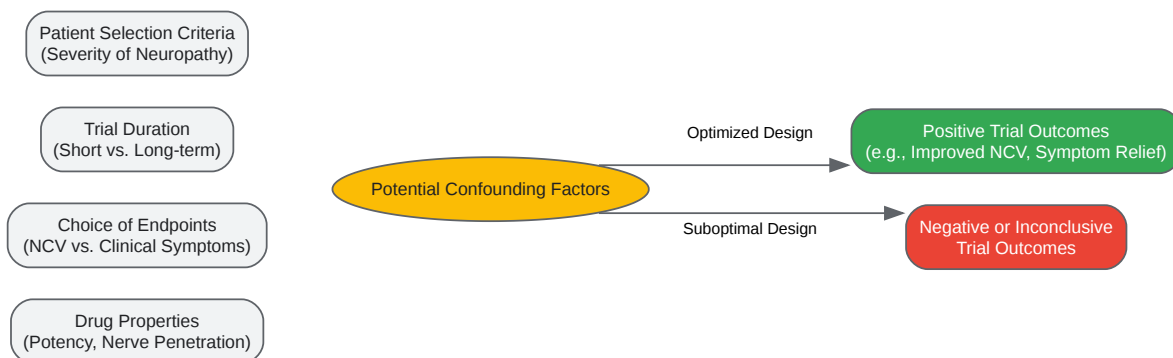 Patient Selection Criteria
(Severity of Neuropathy)
Trial Duration
(Short vs. Long-term)
Choice of Endpoints
(NCV vs. Clinical Symptoms)
Drug Properties
(Potency, Nerve Penetration)
Potential Confounding Factors
Optimized Design
Suboptimal Design
Positive Trial Outcomes
(e.g., Improved NCV, Symptom Relief)
Negative or Inconclusive
Trial Outcomes